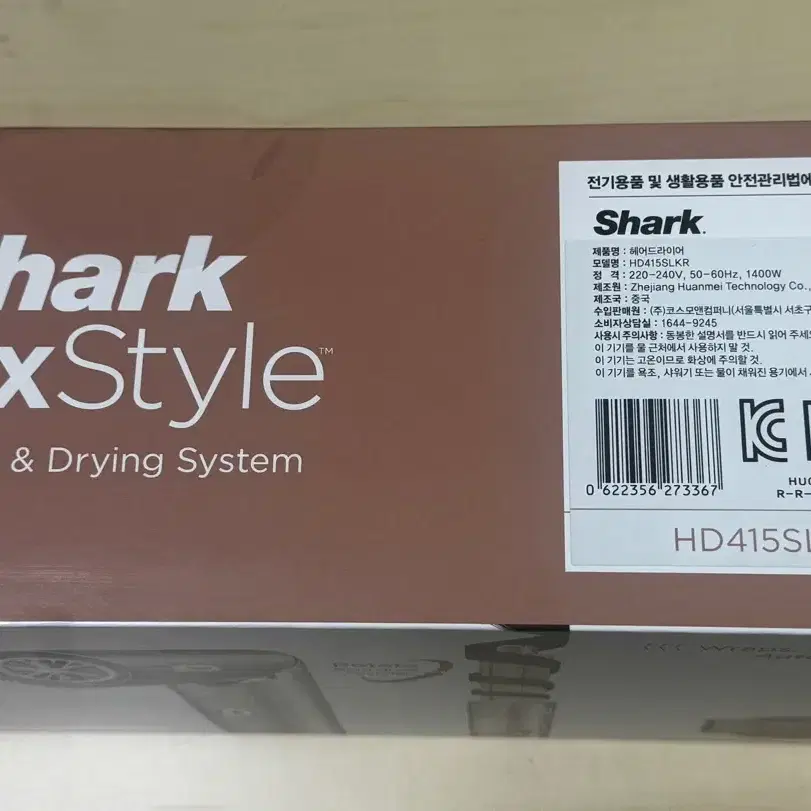 hark
xStyle™
& Drying System
전기용품 및 생활용품 안전관리법에
Shark.
제품명 : 헤어드라이어
모델명 : HD415SLKR
정 격 : 220-240V, 50-60Hz, 1400W
제조원 : Zhejiang Huanmei Technology Co.,
제조국 : 중국
수입판매원 : (주)코스모앤컴퍼니(서울특별시 서초구
소비자상담실 : 1644-9245
사용시 주의사항 : 동봉한 설명서를 반드시 읽어 주세요
이 기기를 물 근처에서 사용하지 말 것.
이 기기는 고온이므로 화상에 주의할 것.
이 기기를 욕조, 샤워기 또는 물이 채워진 용기에서
0 622356 273367
HU
R-R-
HD415SL
Rotate
Wraps